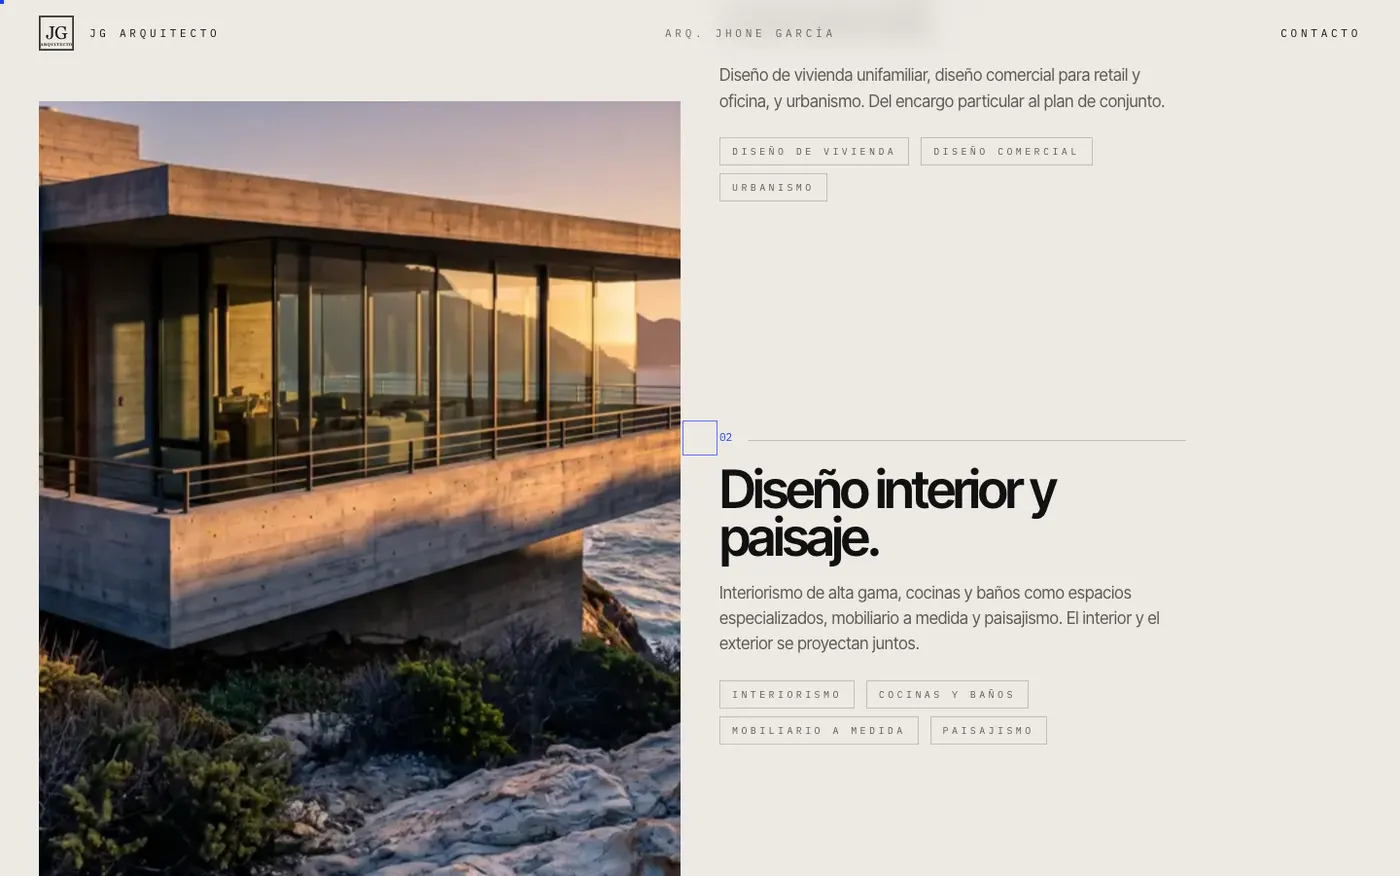 JG
ARQUITECTO
JG ARQUITECTO
ARQ. JHONE GARCÍA
CONTACTO
Diseño de vivienda unifamiliar, diseño comercial para retail y
oficina, y urbanismo. Del encargo particular al plan de conjunto.
DISEÑO DE VIVIENDA
DISEÑO COMERCIAL
URBANISMO
02
Diseño interior y
paisaje.
Interiorismo de alta gama, cocinas y baños como espacios
especializados, mobiliario a medida y paisajismo. El interior y el
exterior se proyectan juntos.
INTERIORISMO
COCINAS Y BAÑOS
MOBILIARIO A MEDIDA
PAISAJISMO